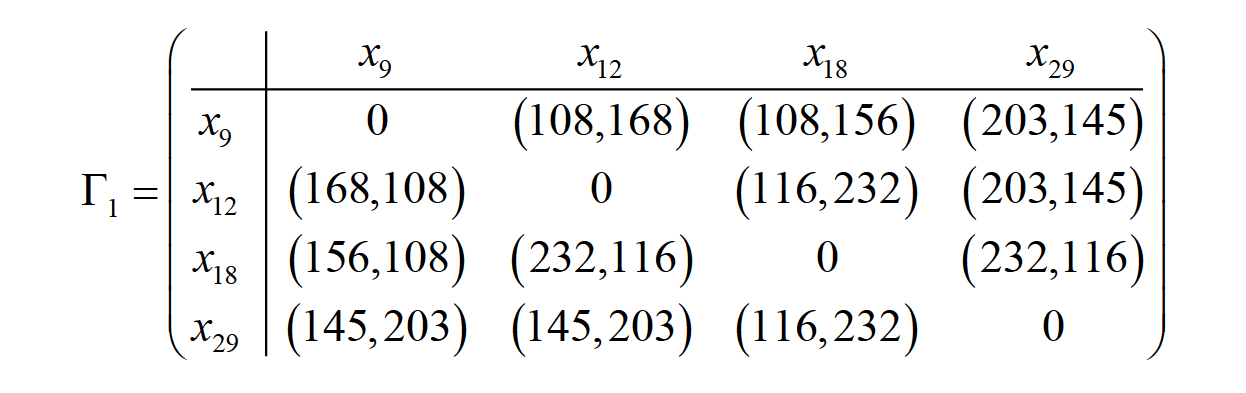 x₉ x₁₂ x₁₈ x₂₉
x₉ 0 (108,168) (108,156) (203,145)
Γ₁ = x₁₂ (168,108) 0 (116,232) (203,145)
x₁₈ (156,108) (232,116) 0 (232,116)
x₂₉ (145,203) (145,203) (116,232) 0